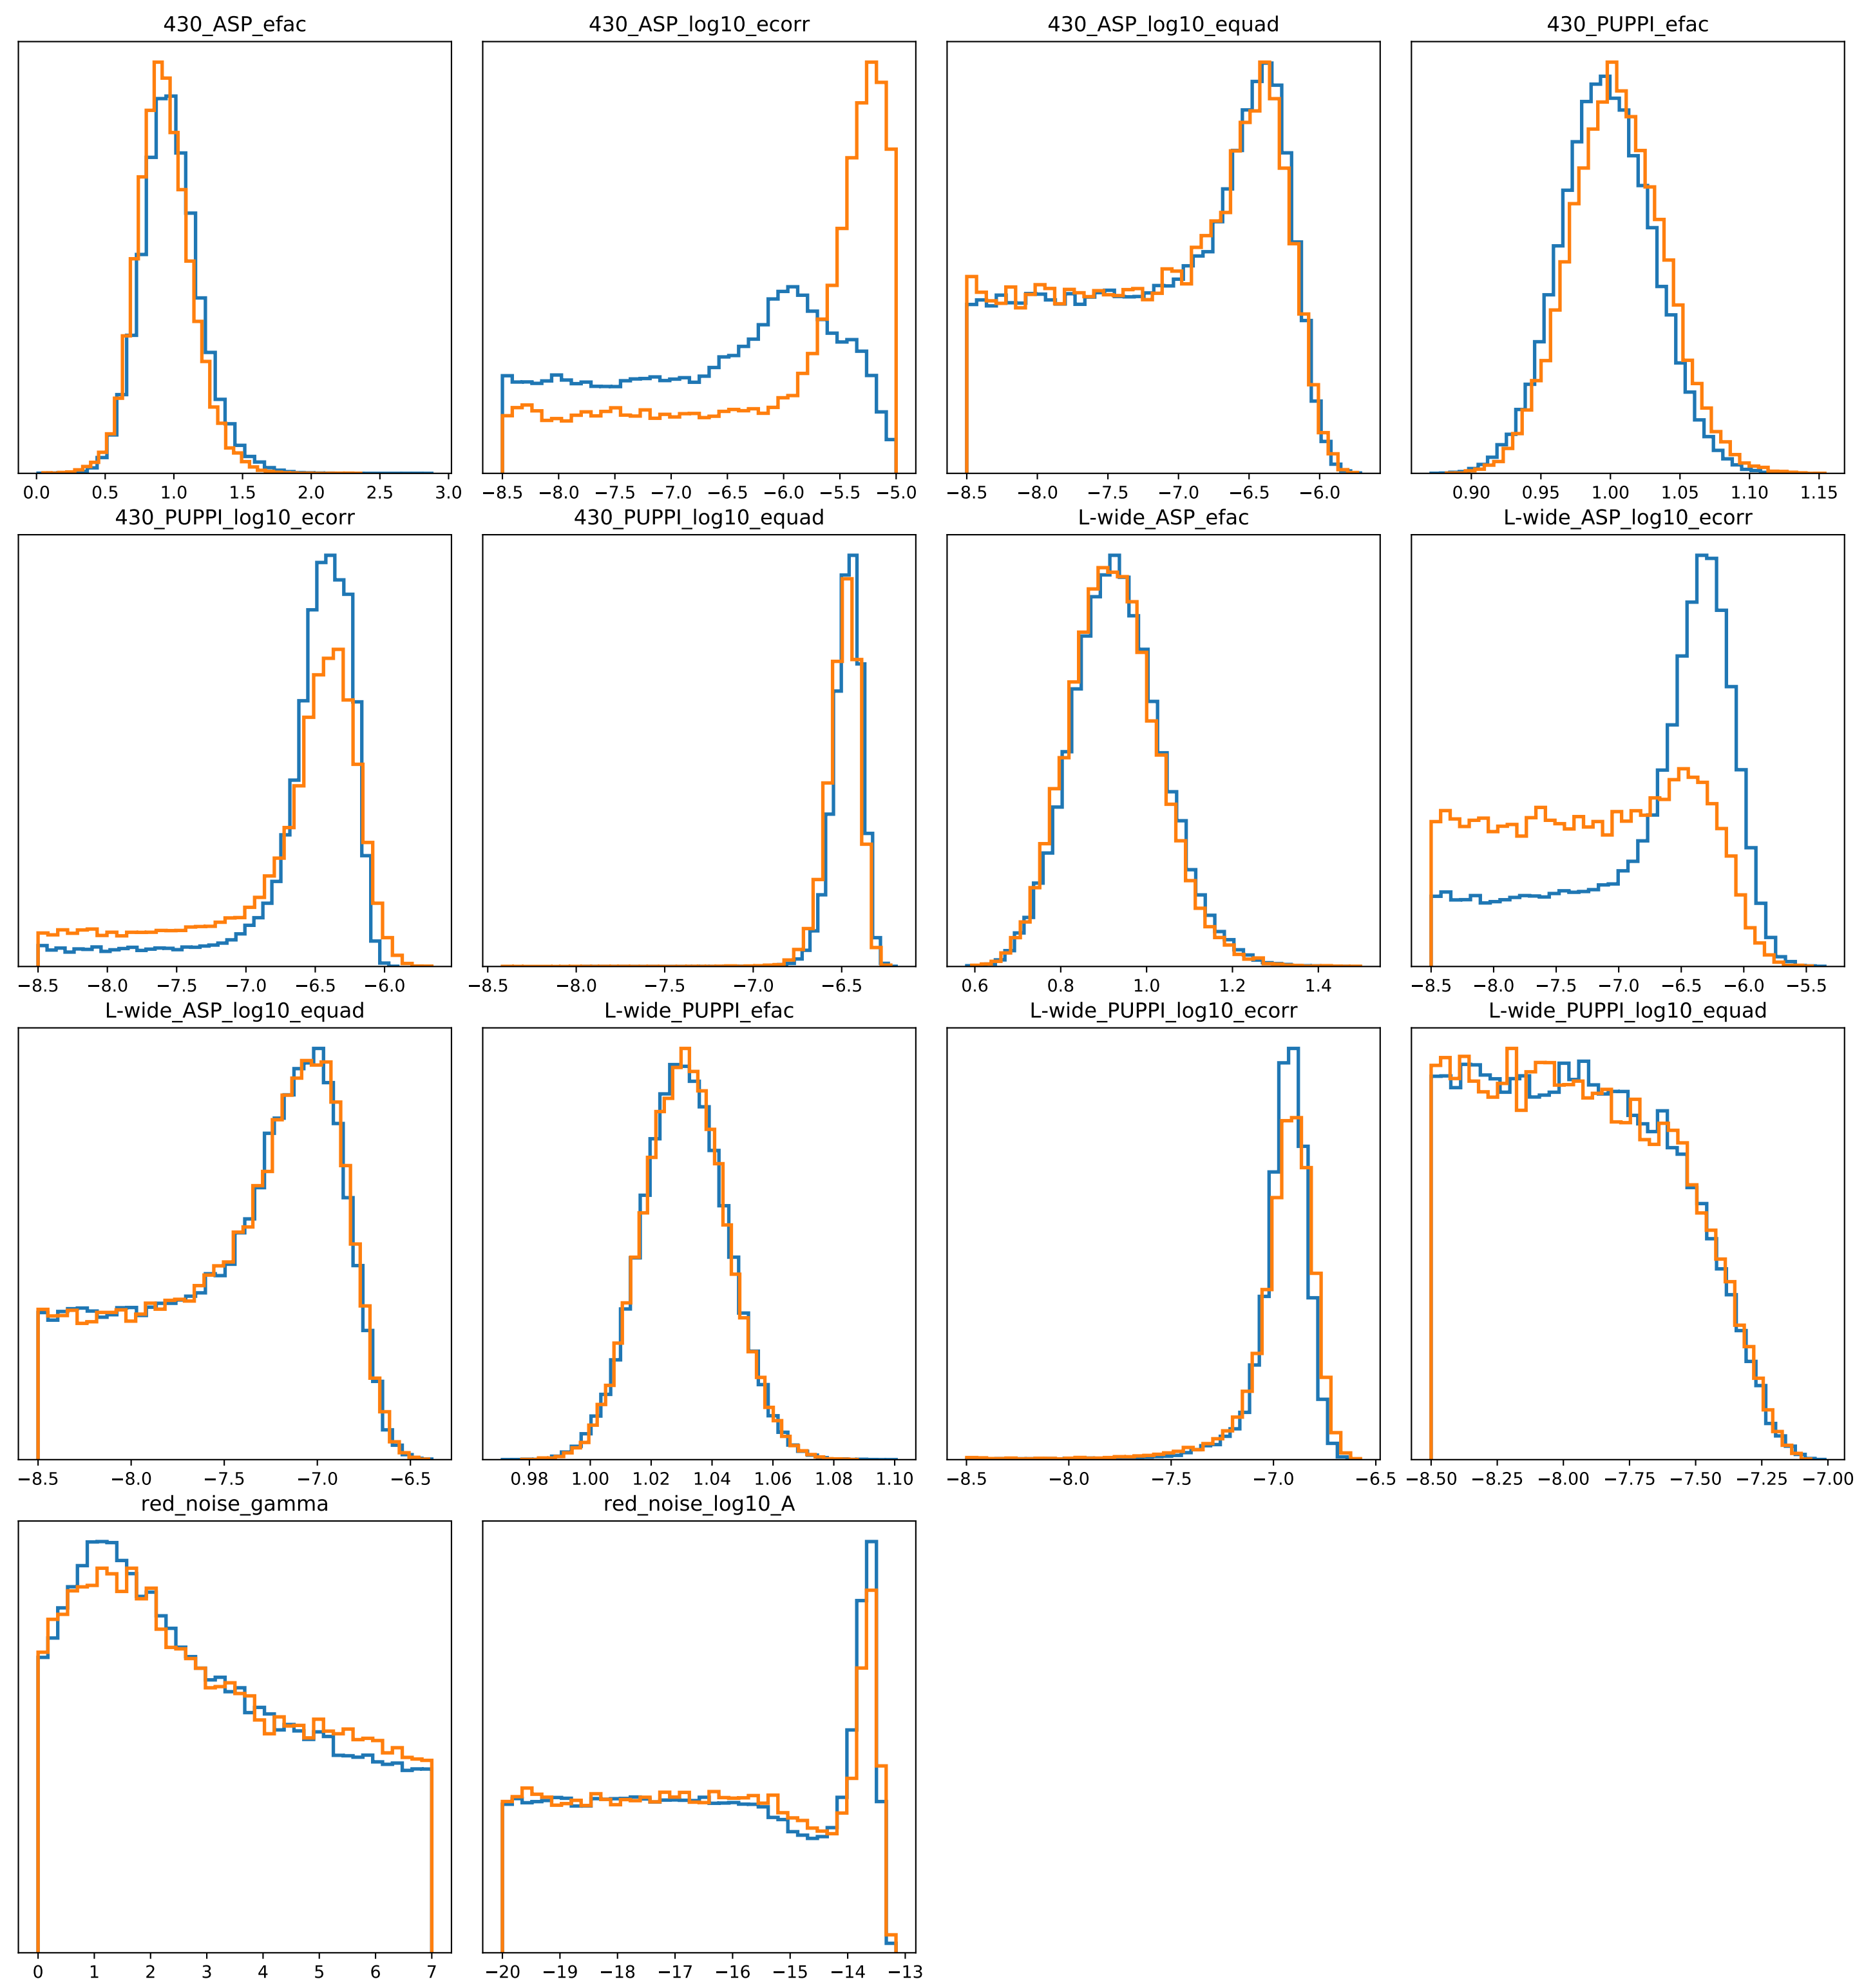 430_ASP_efac 430_ASP_log10_ecorr 430_ASP_log10_equad 430_PUPPI_efac
0.0 0.5 1.0 1.5 2.0 2.5 3.0 −8.5 −8.0 −7.5 −7.0 −6.5 −6.0 −5.5 −5.0 −8.5 −8.0 −7.5 −7.0 −6.5 −6.0 0.90 0.95 1.00 1.05 1.10 1.15
430_PUPPI_log10_ecorr 430_PUPPI_log10_equad L-wide_ASP_efac L-wide_ASP_log10_ecorr
−8.5 −8.0 −7.5 −7.0 −6.5 −6.0 −8.5 −8.0 −7.5 −7.0 −6.5 0.6 0.8 1.0 1.2 1.4 −8.5 −8.0 −7.5 −7.0 −6.5 −6.0 −5.5
L-wide_ASP_log10_equad L-wide_PUPPI_efac L-wide_PUPPI_log10_ecorr L-wide_PUPPI_log10_equad
−8.5 −8.0 −7.5 −7.0 −6.5 0.98 1.00 1.02 1.04 1.06 1.08 1.10 −8.5 −8.0 −7.5 −7.0 −6.5 −8.50 −8.25 −8.00 −7.75 −7.50 −7.25 −7.00
red_noise_gamma red_noise_log10_A
0 1 2 3 4 5 6 7 −20 −19 −18 −17 −16 −15 −14 −13